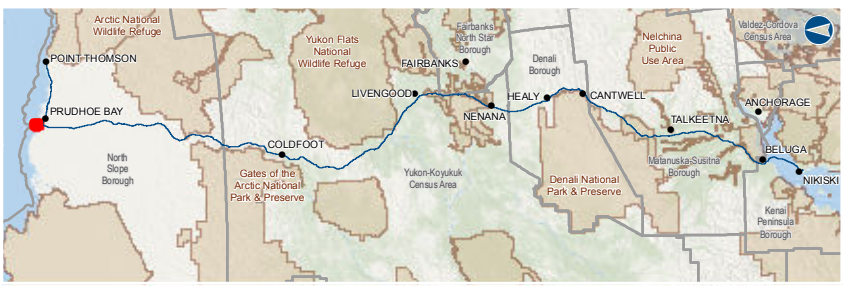 Arctic National
Wildlife Refuge
POINT THOMSON
PRUDHOE BAY
North
Slope
Borough
COLDFOOT
Gates of the
Arctic National
Park & Preserve
Yukon Flats
National
Wildlife Refuge
LIVENGOOD
FAIRBANKS
Fairbanks
North Star
Borough
Yukon-Koyukuk
Census Area
NENANA
HEALY
Denali
Borough
CANTWELL
Denali National
Park & Preserve
Nelchina
Public
Use Area
TALKEETNA
Matanuska-Susitna
Borough
Valdez-Cordova
Census Area
ANCHORAGE
BELUGA
NIKISKI
Kenai
Peninsula
Borough